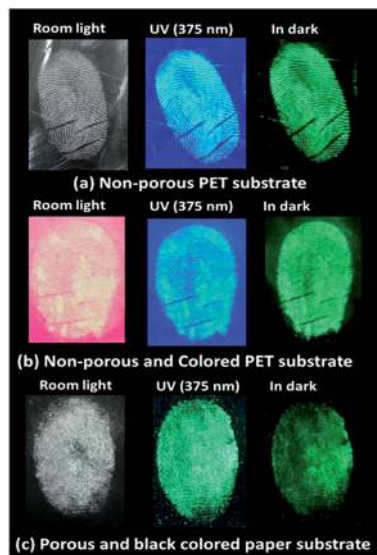 Room light UV (375 nm) In dark
(a) Non-porous PET substrate
Room light UV (375 nm) In dark
(b) Non-porous and Colored PET substrate
Room light UV (375 nm) In dark
(c) Porous and black colored paper substrate